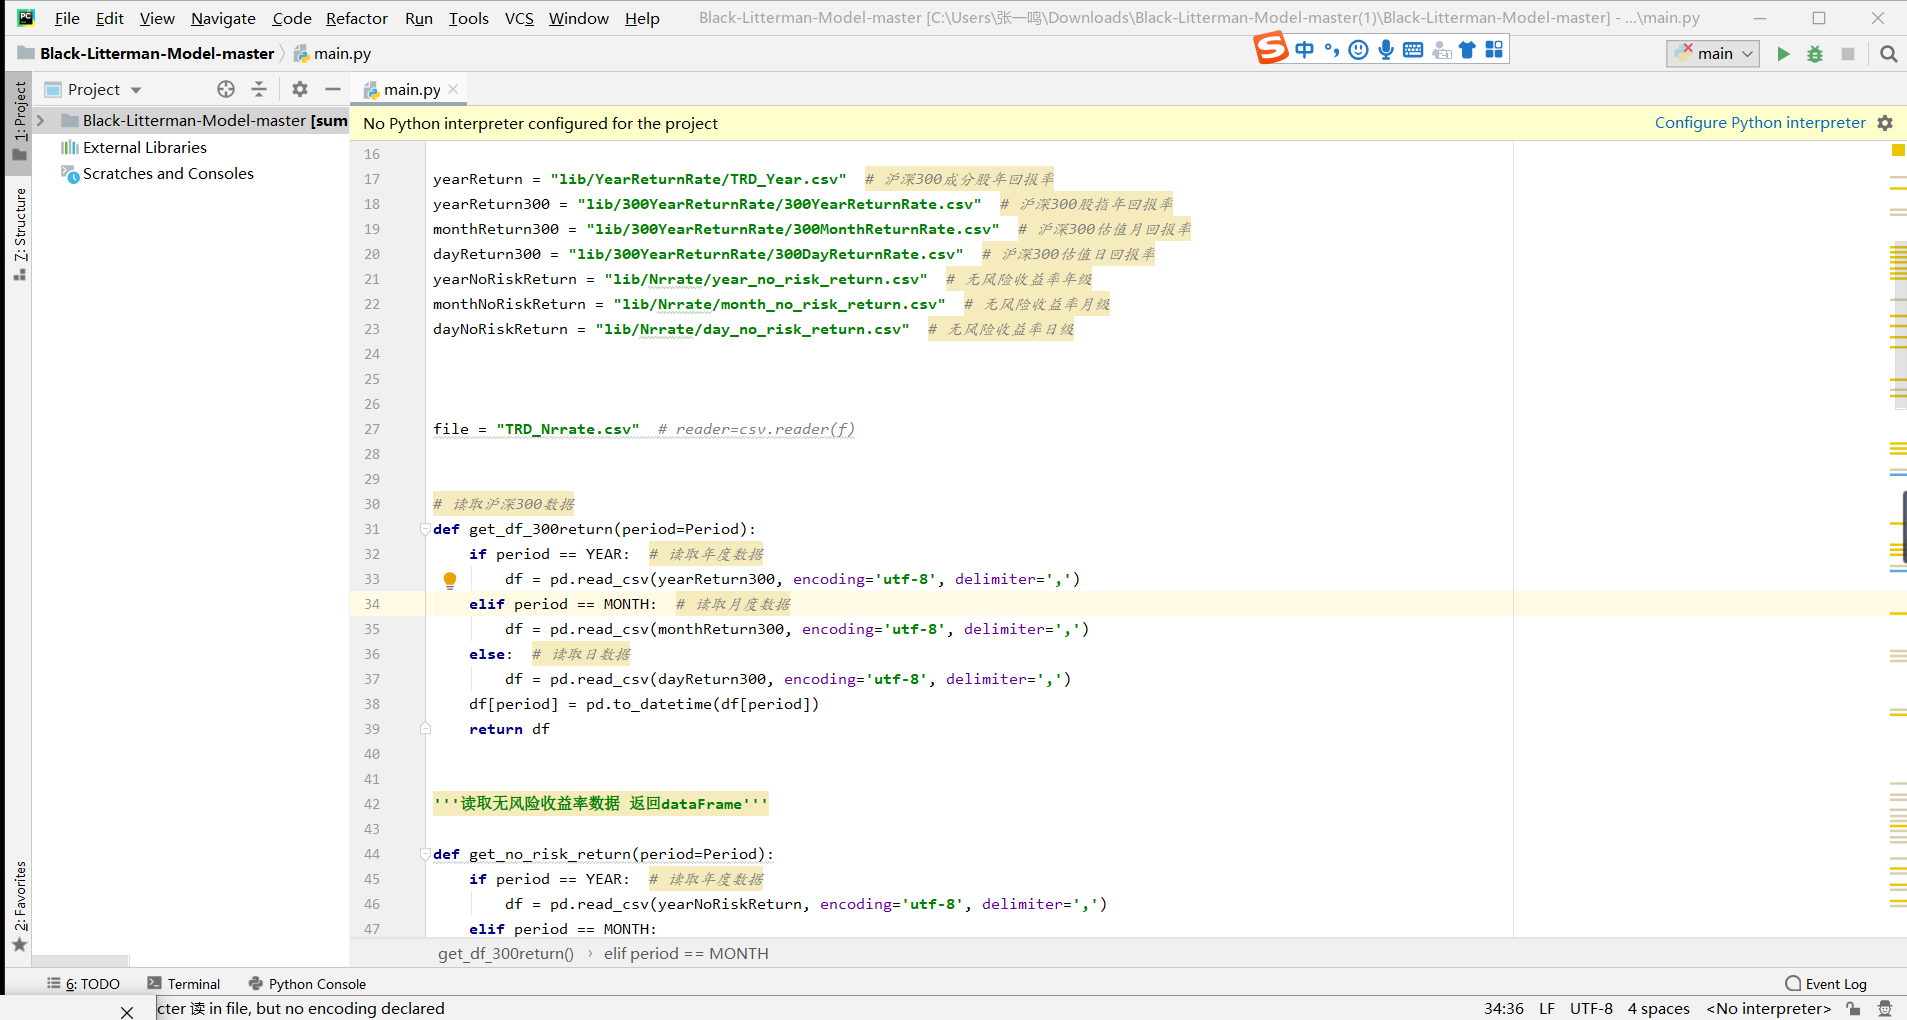 File Edit View Navigate Code Refactor Run Tools VCS Window Help Black-Litterman-Model-master [C:\Users\张一鸣\Downloads\Black-Litterman-Model-master(1)\Black-Litterman-Model-master] - ...\main.py
Black-Litterman-Model-master main.py 中 main
Project main.py
1: Project
Black-Litterman-Model-master [sum
No Python interpreter configured for the project Configure Python interpreter
External Libraries
Scratches and Consoles
Z: Structure
2: Favorites
16
17 yearReturn = "lib/YearReturnRate/TRD_Year.csv"  # 沪深300成分股年回报率
18 yearReturn300 = "lib/300YearReturnRate/300YearReturnRate.csv"  # 沪深300股指年回报率
19 monthReturn300 = "lib/300YearReturnRate/300MonthReturnRate.csv"  # 沪深300估值月回报率
20 dayReturn300 = "lib/300YearReturnRate/300DayReturnRate.csv"  # 沪深300估值日回报率
21 yearNoRiskReturn = "lib/Nrrate/year_no_risk_return.csv"  # 无风险收益率年级
22 monthNoRiskReturn = "lib/Nrrate/month_no_risk_return.csv"  # 无风险收益率月级
23 dayNoRiskReturn = "lib/Nrrate/day_no_risk_return.csv"  # 无风险收益率日级
24
25
26
27 file = "TRD_Nrrate.csv"  # reader=csv.reader(f)
28
29
30 # 读取沪深300数据
31 def get_df_300return(period=Period):
32     if period == YEAR:  # 读取年度数据
33         df = pd.read_csv(yearReturn300, encoding='utf-8', delimiter=',')
34     elif period == MONTH:  # 读取月度数据
35         df = pd.read_csv(monthReturn300, encoding='utf-8', delimiter=',')
36     else:  # 读取日数据
37         df = pd.read_csv(dayReturn300, encoding='utf-8', delimiter=',')
38     df[period] = pd.to_datetime(df[period])
39     return df
40
41
42 '''读取无风险收益率数据 返回dataFrame'''
43
44 def get_no_risk_return(period=Period):
45     if period == YEAR:  # 读取年度数据
46         df = pd.read_csv(yearNoRiskReturn, encoding='utf-8', delimiter=',')
47     elif period == MONTH:
get_df_300return() › elif period == MONTH
6: TODO Terminal Python Console Event Log
cter 读 in file, but no encoding declared 34:36 LF UTF-8 4 spaces <No interpreter>